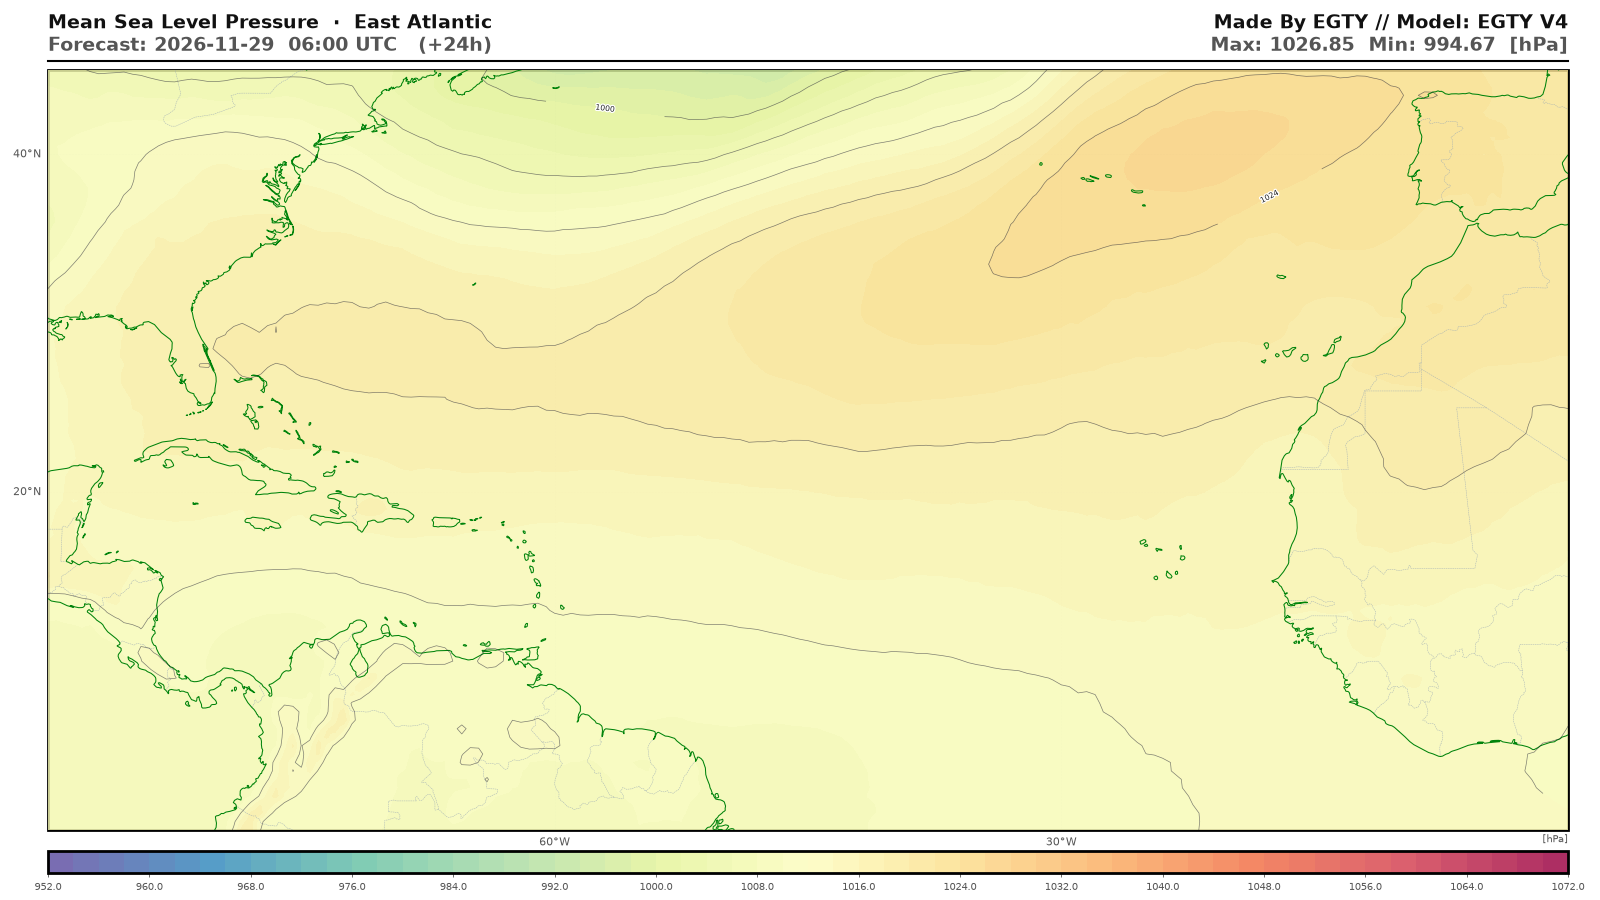 Mean Sea Level Pressure · East Atlantic
Made By EGTY // Model: EGTY V4
Forecast: 2026-11-29 06:00 UTC (+24h)
Max: 1026.85 Min: 994.67 [hPa]
1000
40°N
1024
20°N
60°W
30°W
[hPa]
952.0 960.0 968.0 976.0 984.0 992.0 1000.0 1008.0 1016.0 1024.0 1032.0 1040.0 1048.0 1056.0 1064.0 1072.0